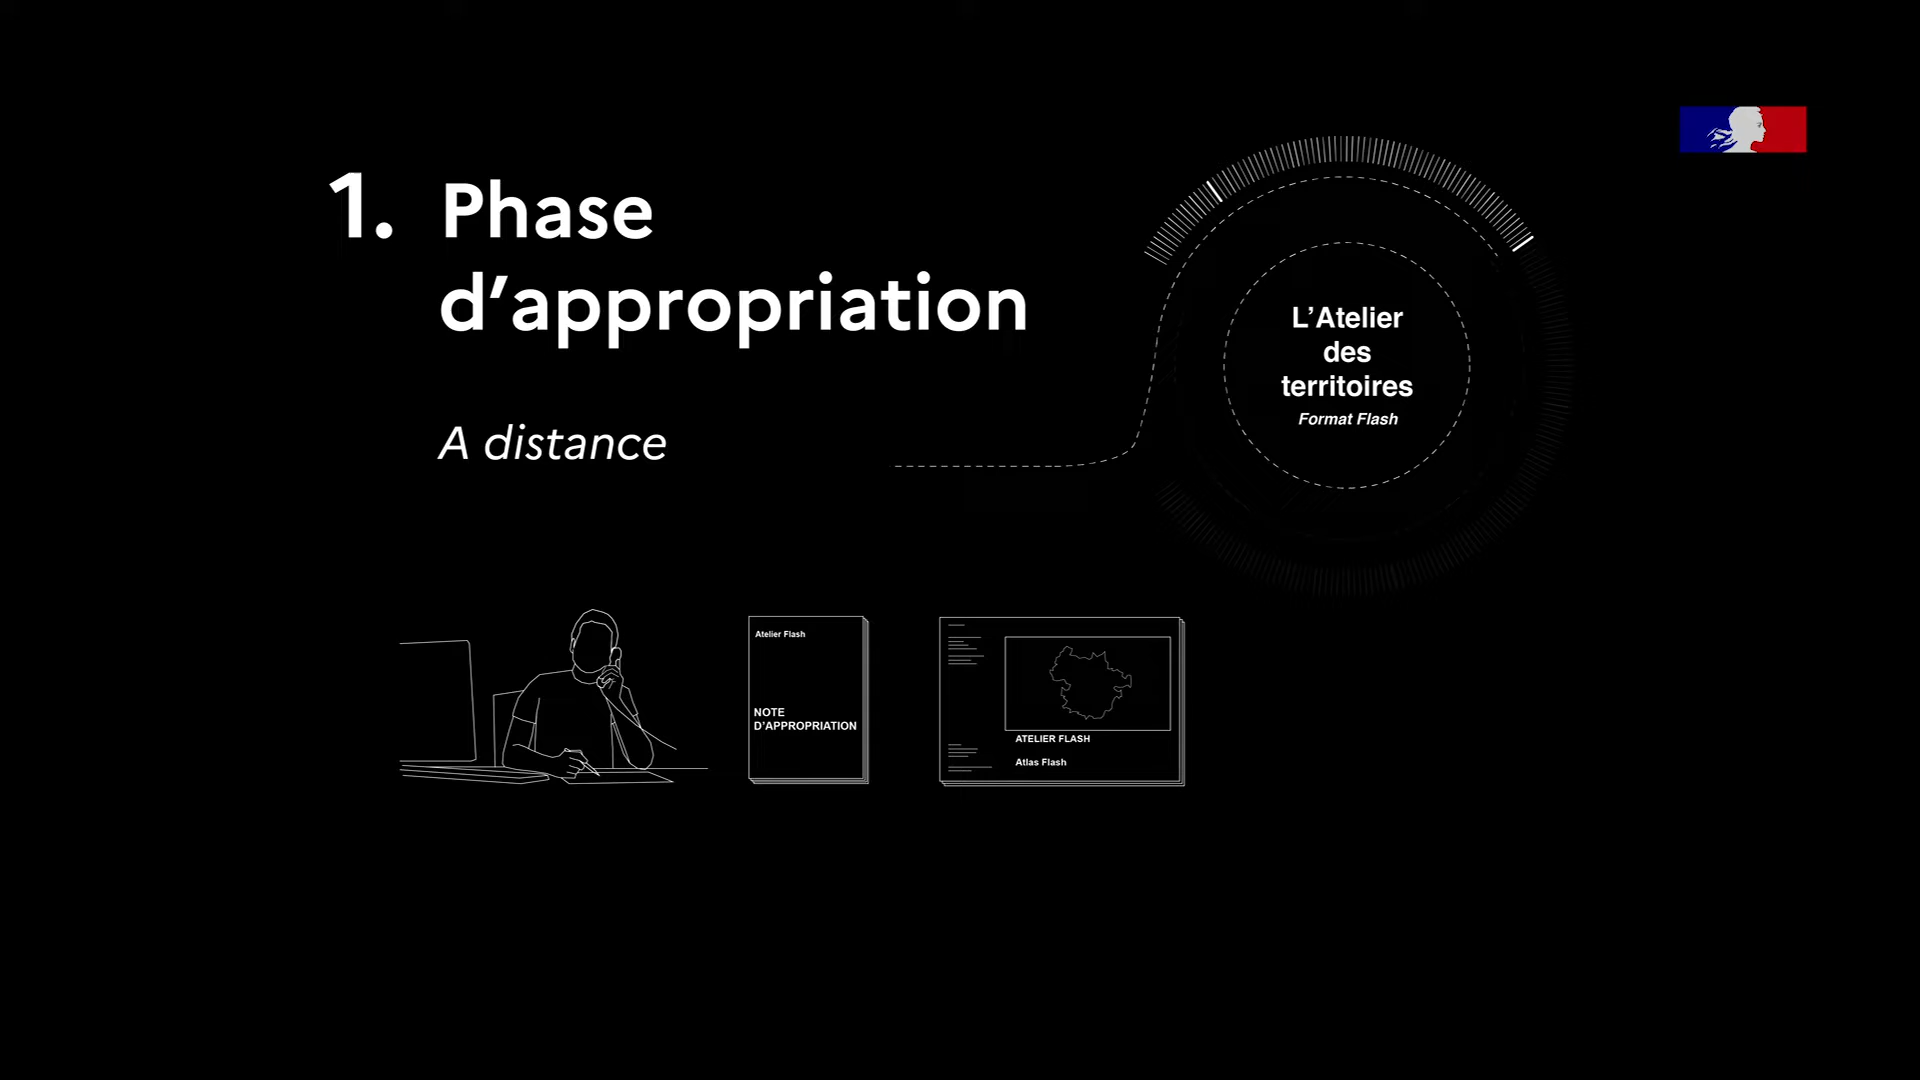 1. Phase
d’appropriation
A distance
L’Atelier
des
territoires
Format Flash
Atelier Flash
NOTE
D’APPROPRIATION
ATELIER FLASH
Atlas Flash